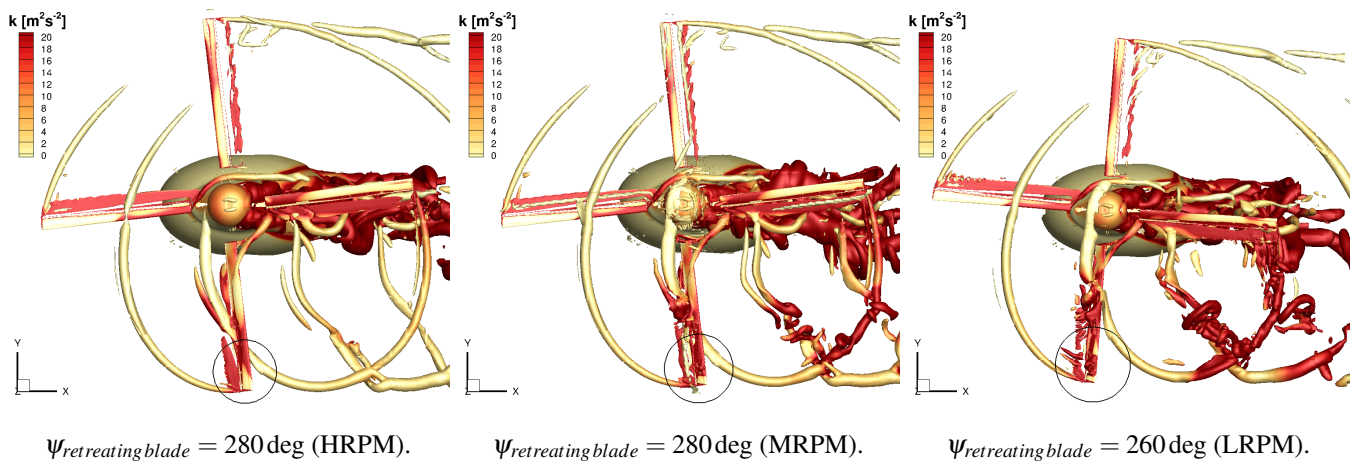 k [m²s⁻²]
20
18
16
14
12
10
8
6
4
2
0
Y
Z
X
k [m²s⁻²]
20
18
16
14
12
10
8
6
4
2
0
Y
Z
X
k [m²s⁻²]
20
18
16
14
12
10
8
6
4
2
0
Y
Z
X
ψretreating blade = 280 deg (HRPM).
ψretreating blade = 280 deg (MRPM).
ψretreating blade = 260 deg (LRPM).